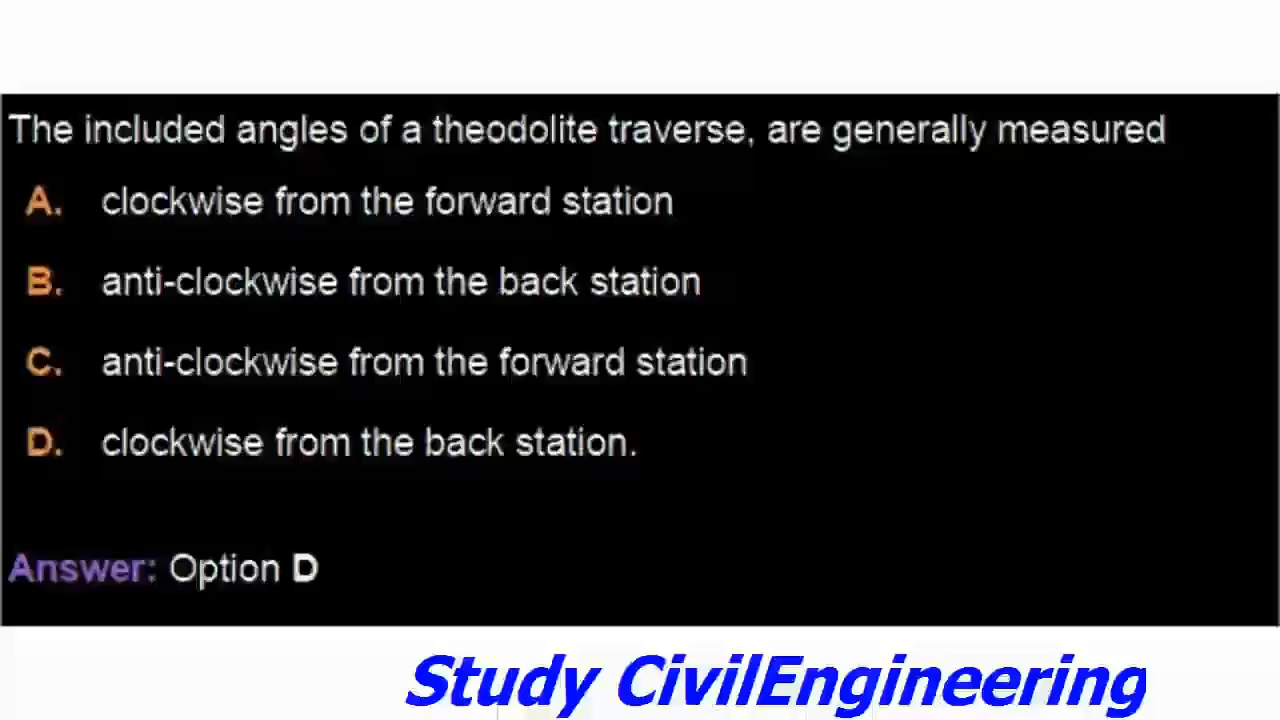 The included angles of a theodolite traverse, are generally measured
A. clockwise from the forward station
B. anti-clockwise from the back station
C. anti-clockwise from the forward station
D. clockwise from the back station.
Answer: Option D
Study CivilEngineering